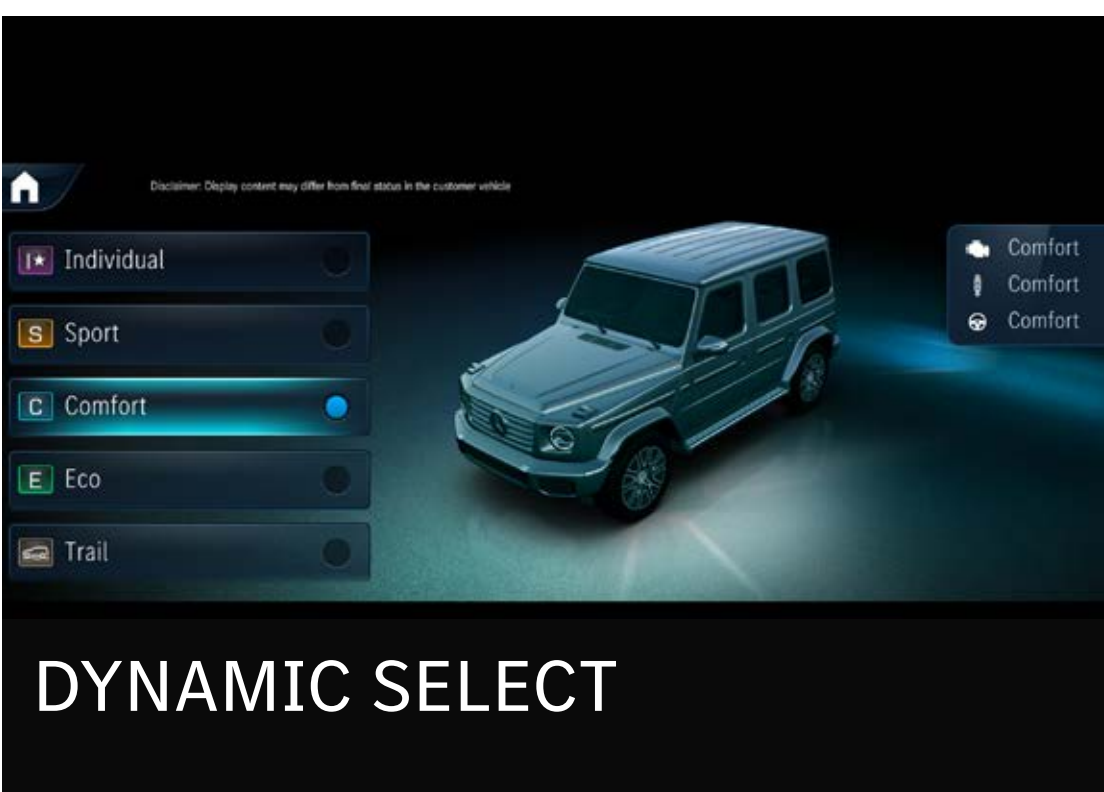 Disclaimer: Display content may differ from final status in the customer vehicle
I★ Individual
S Sport
C Comfort
E Eco
Trail
Comfort
Comfort
Comfort
DYNAMIC SELECT